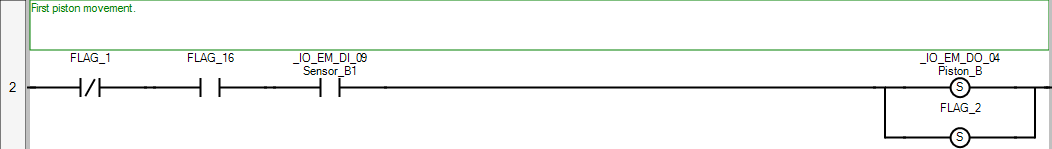 First piston movement.
FLAG_1 FLAG_16 _IO_EM_DI_09 _IO_EM_DO_04
Sensor_B1 Piston_B
2 S
FLAG_2
S